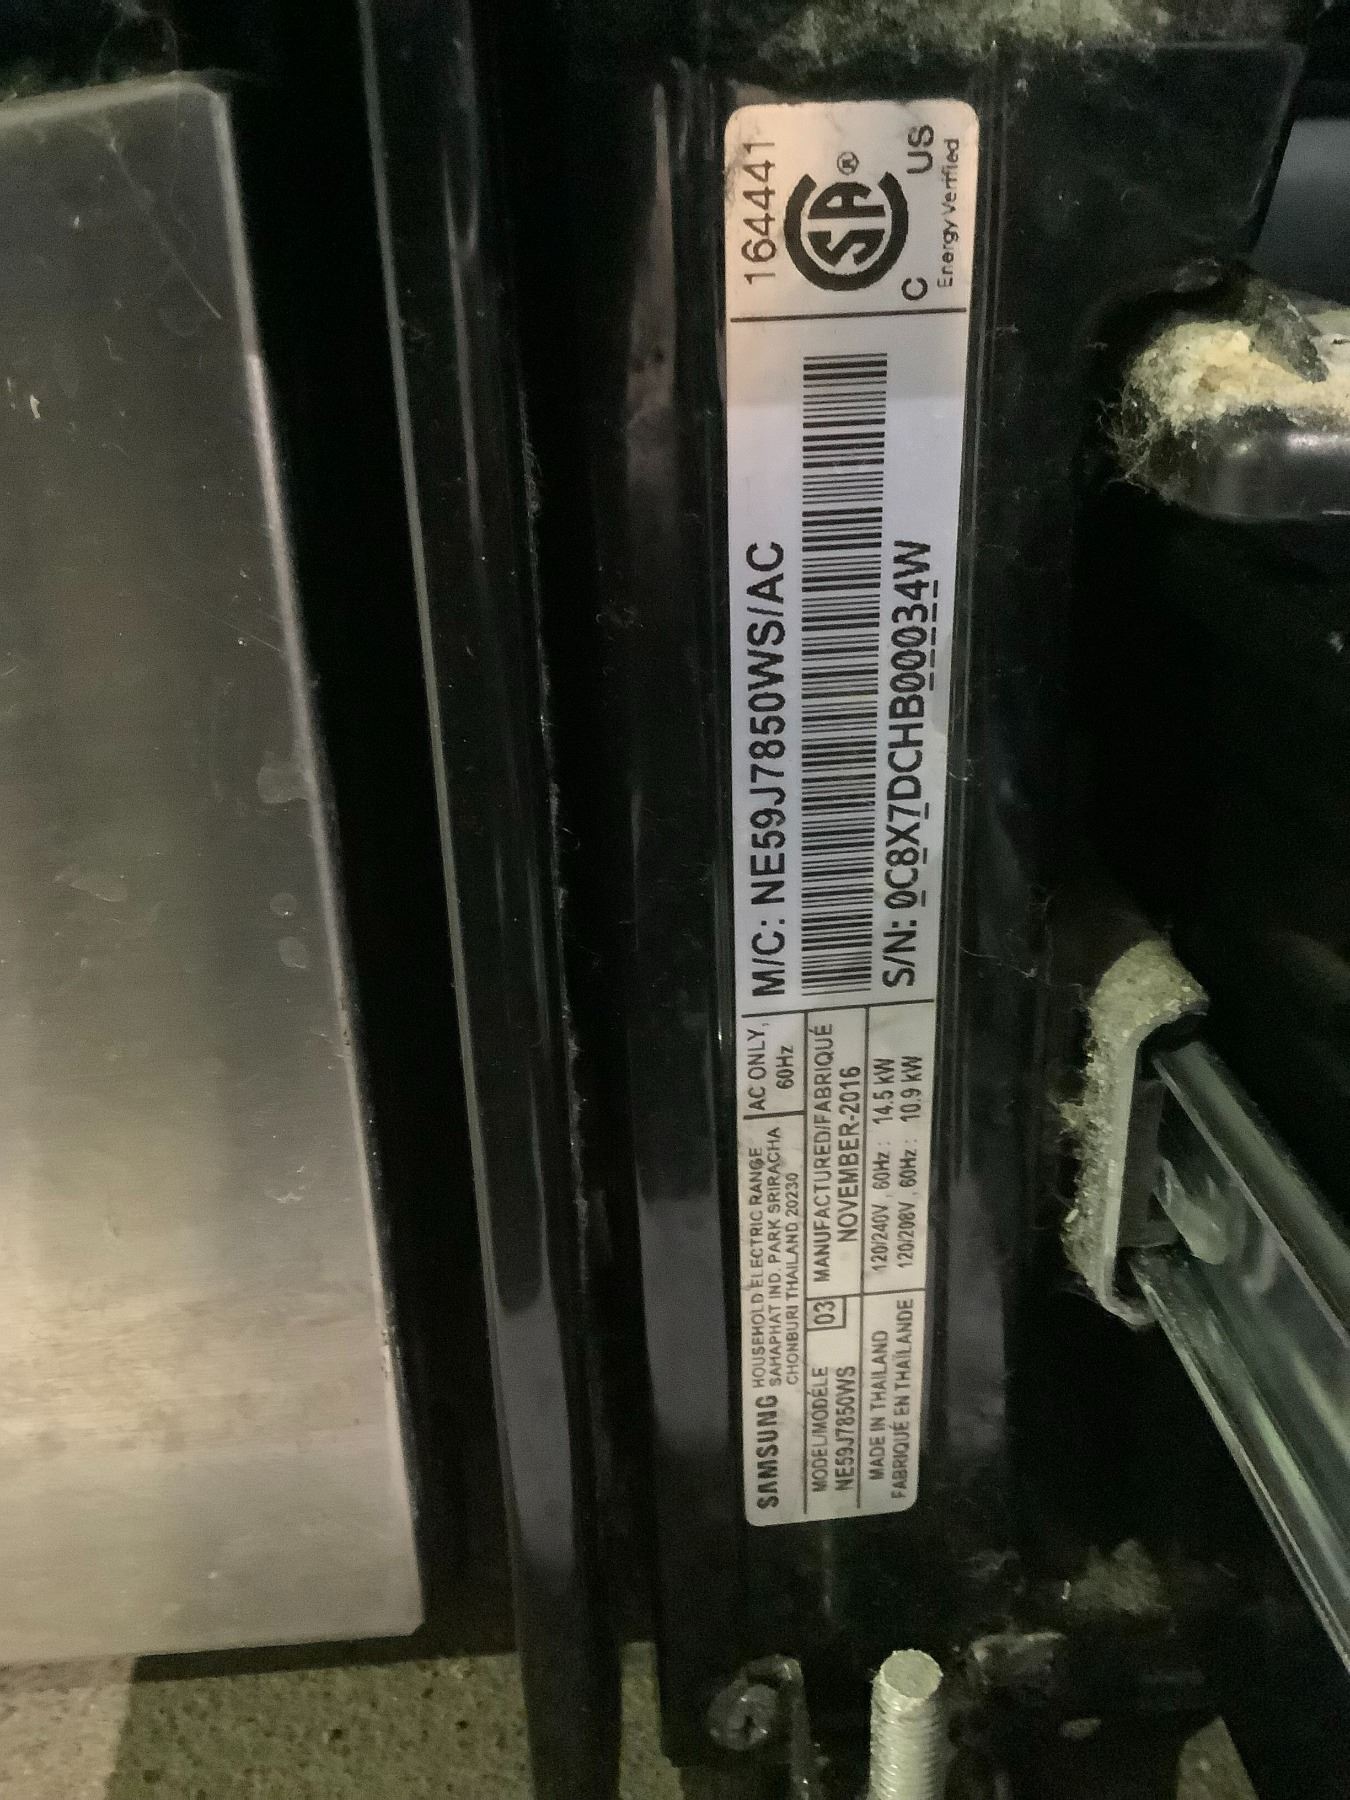 SAMSUNG HOUSEHOLD ELECTRIC RANGE
SAHAPHAT IND. PARK SRIRACHA
CHONBURI THAILAND 20230
AC ONLY,
60Hz
MODEL/MODÈLE 03
NE59J7850WS
MANUFACTURED/FABRIQUÉ
NOVEMBER-2016
MADE IN THAILAND
FABRIQUÉ EN THAÏLANDE
120/240V , 60Hz : 14.5 kW
120/208V , 60Hz : 10.9 kW
M/C: NE59J7850WS/AC
S/N: 0C8X7DCHB00034W
164441
SA ®
C US
Energy Verified